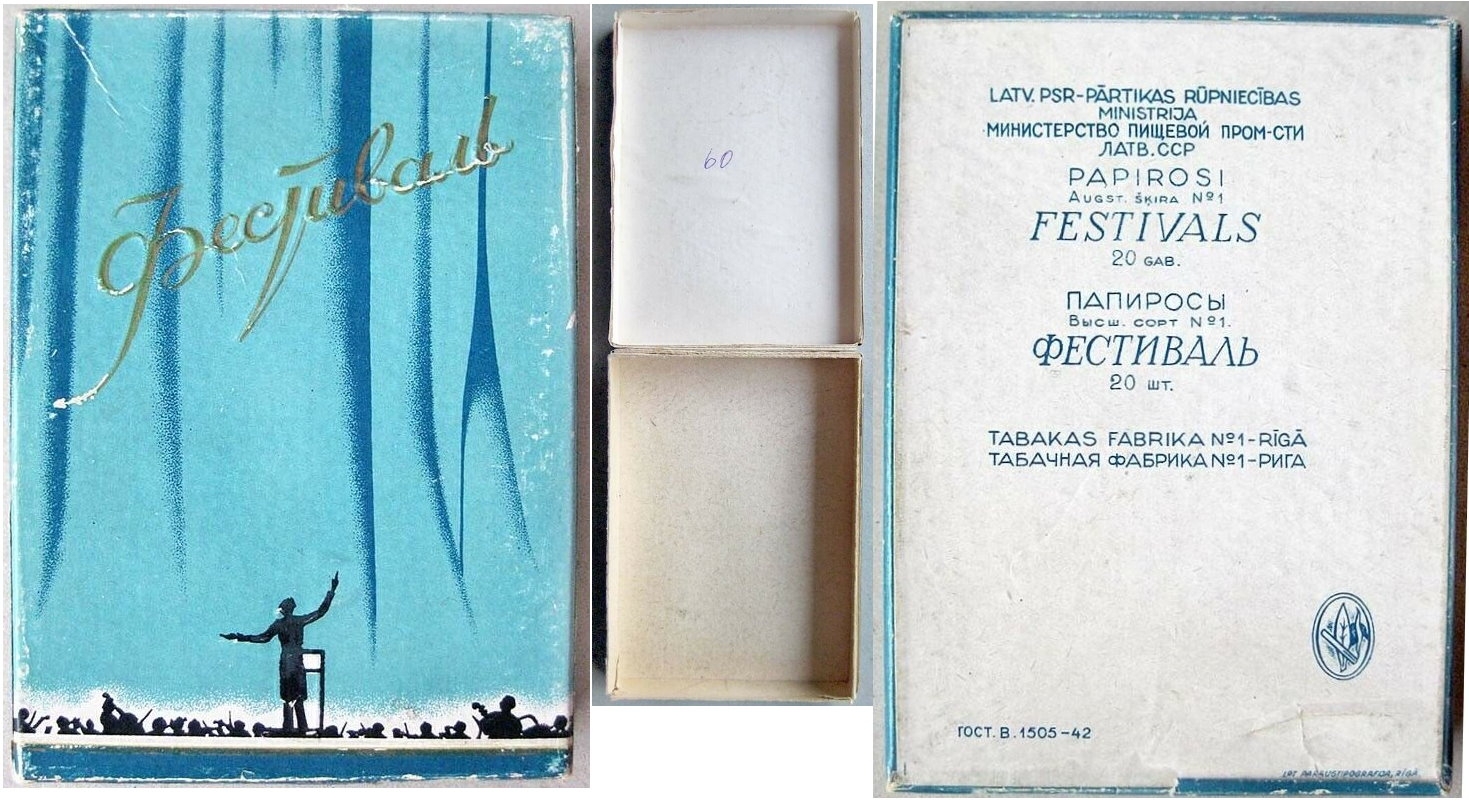 Фестиваль
60
LATV. PSR-PĀRTIKAS RŪPNIECĪBAS
MINISTRIJA
МИНИСТЕРСТВО ПИЩЕВОЙ ПРОМ-СТИ
ЛАТВ. ССР
PAPIROSI
AUGST. ŠĶIRA №1
FESTIVALS
20 GAB.
ПАПИРОСЫ
ВЫСШ. СОРТ №1.
ФЕСТИВАЛЬ
20 ШТ.
TABAKAS FABRIKA №1-RĪGĀ
ТАБАЧНАЯ ФАБРИКА №1-РИГА
ГОСТ. В. 1505-42
PARAUGTIPOGRAFIJA, RĪGĀ